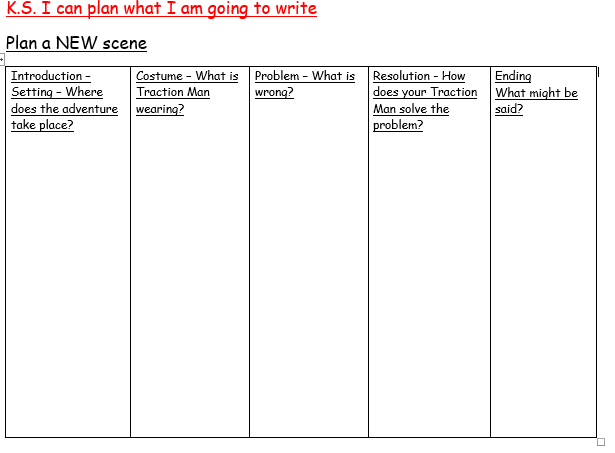 K.S. I can plan what I am going to write
Plan a NEW scene
Introduction –
Setting – Where
does the adventure
take place?
Costume – What is
Traction Man
wearing?
Problem – What is
wrong?
Resolution - How
does your Traction
Man solve the
problem?
Ending
What might be
said?